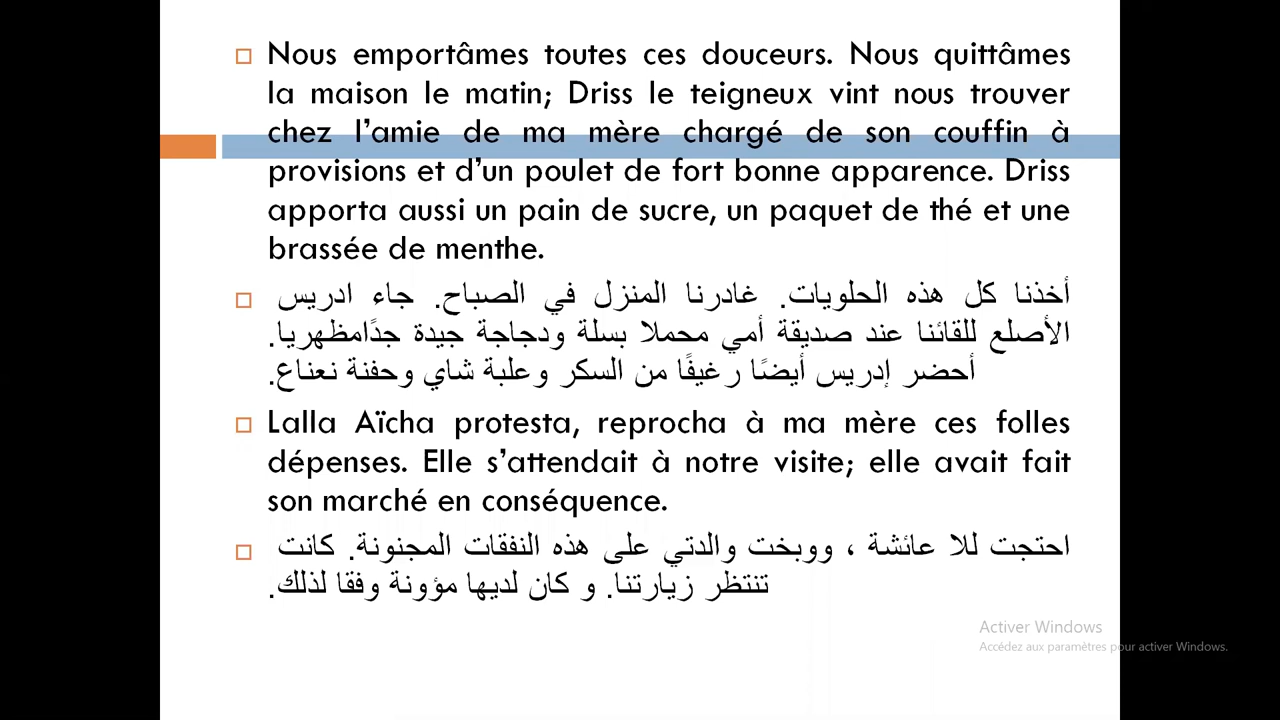 Nous emportâmes toutes ces douceurs. Nous quittâmes
la maison le matin; Driss le teigneux vint nous trouver
chez l'amie de ma mère chargé de son couffin à
provisions et d'un poulet de fort bonne apparence. Driss
apporta aussi un pain de sucre, un paquet de thé et une
brassée de menthe.
أخذنا كل هذه الحلويات. غادرنا المنزل في الصباح. جاء ادريس
الأصلع للقائنا عند صديقة أمي محملا بسلة ودجاجة جيدة جدًامظهريا.
أحضر إدريس أيضًا رغيفًا من السكر وعلبة شاي وحفنة نعناع.
Lalla Aïcha protesta, reprocha à ma mère ces folles
dépenses. Elle s'attendait à notre visite; elle avait fait
son marché en conséquence.
احتجت للا عائشة ، ووبخت والدتي على هذه النفقات المجنونة. كانت
تنتظر زيارتنا. و كان لديها مؤونة وفقا لذلك.
Activer Windows
Accédez aux paramètres pour activer Windows.